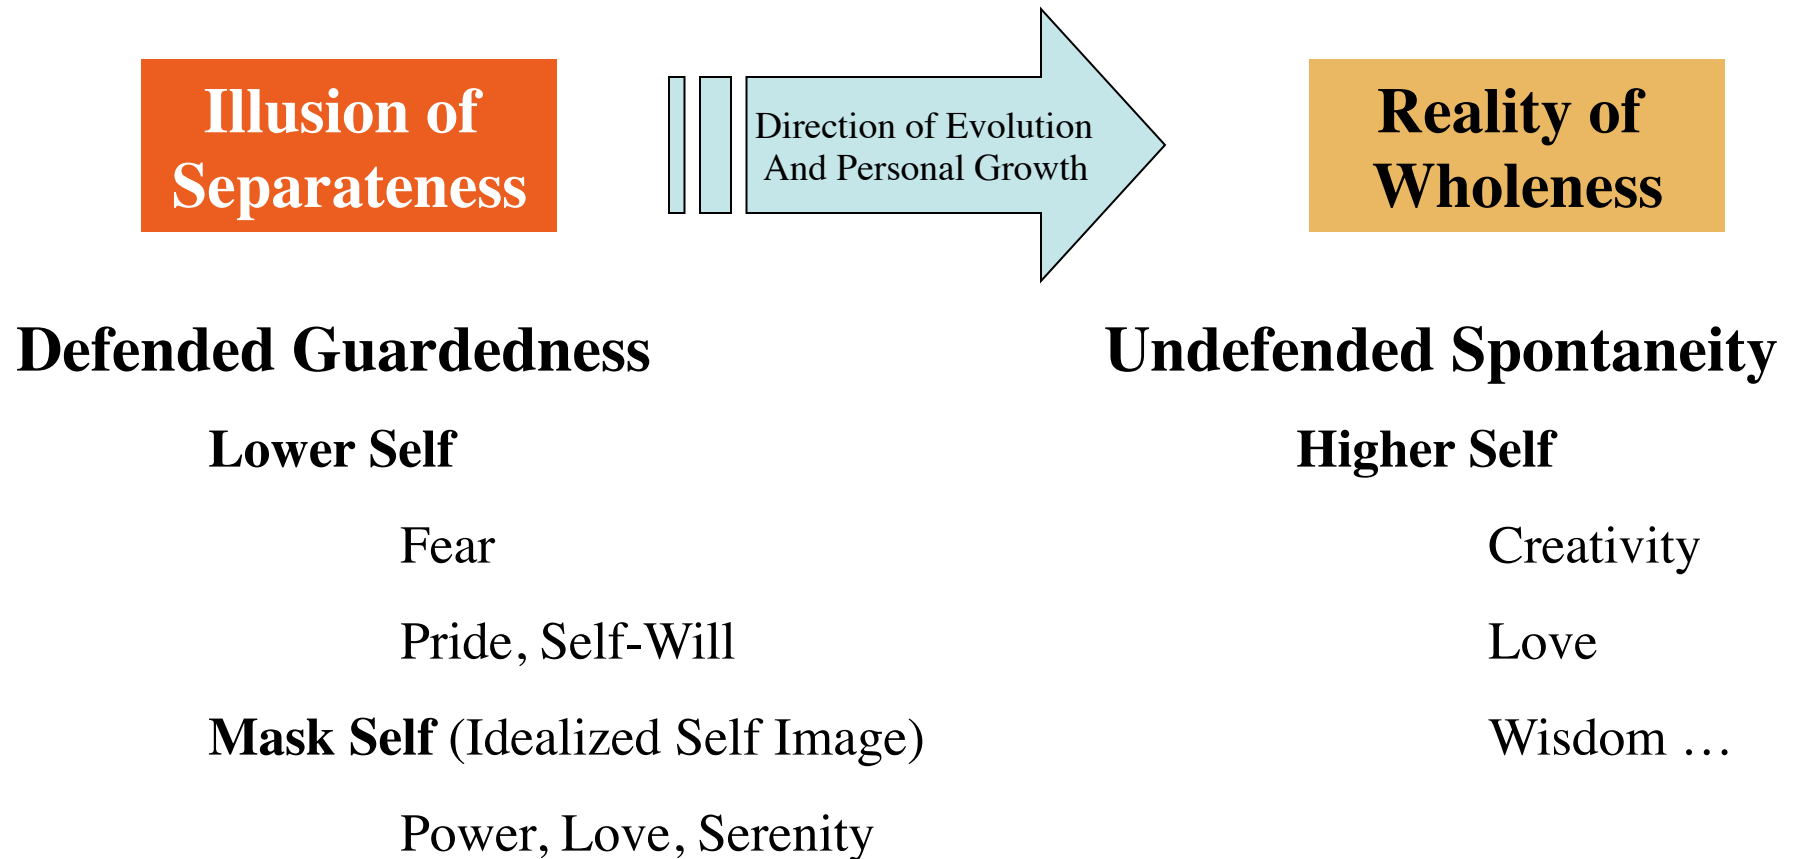 Illusion of
Separateness
Direction of Evolution
And Personal Growth
Reality of
Wholeness
Defended Guardedness
Lower Self
Fear
Pride, Self-Will
Mask Self (Idealized Self Image)
Power, Love, Serenity
Undefended Spontaneity
Higher Self
Creativity
Love
Wisdom …